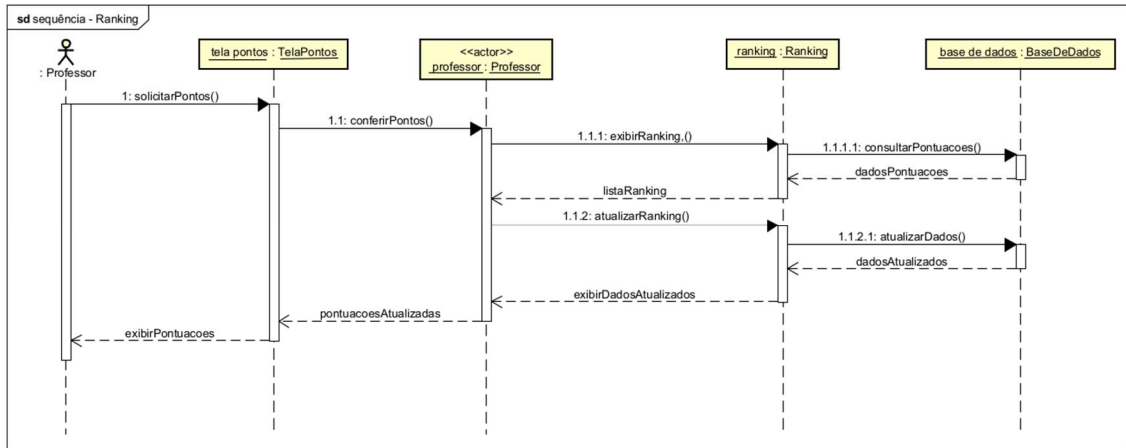 sd sequência - Ranking
: Professor
tela pontos : TelaPontos
<<actor>>
professor : Professor
ranking : Ranking
base de dados : BaseDeDados
1: solicitarPontos()
1.1: conferirPontos()
1.1.1: exibirRanking,()
1.1.1.1: consultarPontuacoes()
dadosPontuacoes
listaRanking
1.1.2: atualizarRanking()
1.1.2.1: atualizarDados()
dadosAtualizados
exibirDadosAtualizados
pontuacoesAtualizadas
exibirPontuacoes